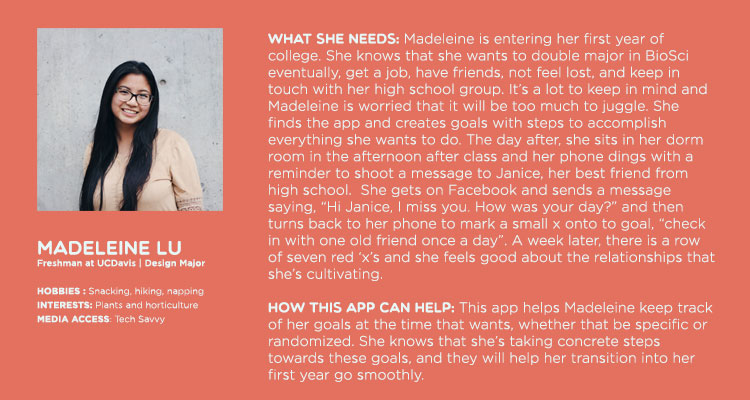 MADELEINE LU
Freshman at UCDavis | Design Major
HOBBIES : Snacking, hiking, napping
INTERESTS: Plants and horticulture
MEDIA ACCESS: Tech Savvy
WHAT SHE NEEDS: Madeleine is entering her first year of
college. She knows that she wants to double major in BioSci
eventually, get a job, have friends, not feel lost, and keep in
touch with her high school group. It’s a lot to keep in mind and
Madeleine is worried that it will be too much to juggle. She
finds the app and creates goals with steps to accomplish
everything she wants to do. The day after, she sits in her dorm
room in the afternoon after class and her phone dings with a
reminder to shoot a message to Janice, her best friend from
high school.  She gets on Facebook and sends a message
saying, “Hi Janice, I miss you. How was your day?” and then
turns back to her phone to mark a small x onto to goal, “check
in with one old friend once a day”. A week later, there is a row
of seven red ‘x’s and she feels good about the relationships that
she’s cultivating.
HOW THIS APP CAN HELP: This app helps Madeleine keep track
of her goals at the time that wants, whether that be specific or
randomized. She knows that she’s taking concrete steps
towards these goals, and they will help her transition into her
first year go smoothly.